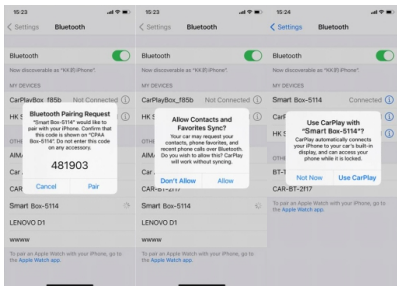 15:23
Settings Bluetooth
Bluetooth
Now discoverable as "KK的iPhone".
MY DEVICES
CarPlayBox_f85b Not Connected
HK S
Bluetooth Pairing Request
"Smart Box-5114" would like to
pair with your iPhone. Confirm that
this code is shown on "CPAA
Box-5114". Do not enter this code
on any accessory.
481903
Cancel Pair
OTHE
AIMA
Car
CAR
Smart Box-5114
LENOVO D1
wwww
To pair an Apple Watch with your iPhone, go to
the Apple Watch app.
15:23
Settings Bluetooth
Bluetooth
Now discoverable as "KK的iPhone".
MY DEVICES
CarPlayBox_f85b Not Connected
HK S
Allow Contacts and
Favorites Sync?
Your car may request your
contacts, phone favorites, and
recent phone calls over Bluetooth.
Do you wish to allow this? CarPlay
will work without syncing.
Don't Allow Allow
OTHE
AIMA
Car
CAR-BT-2f17
Smart Box-5114
LENOVO D1
wwww
To pair an Apple Watch with your iPhone, go to
the Apple Watch app.
15:24
Settings Bluetooth
Bluetooth
Now discoverable as "KK的iPhone".
MY DEVICES
Smart Box-5114 Connected
Car
HK S
Use CarPlay with
"Smart Box-5114"?
CarPlay automatically connects
your iPhone to your car's built-in
display, and can access your
phone while it is locked.
Not Now Use CarPlay
OTHE
BT-1
CAR-BT-2f17
To pair an Apple Watch with your iPhone, go to
the Apple Watch app.